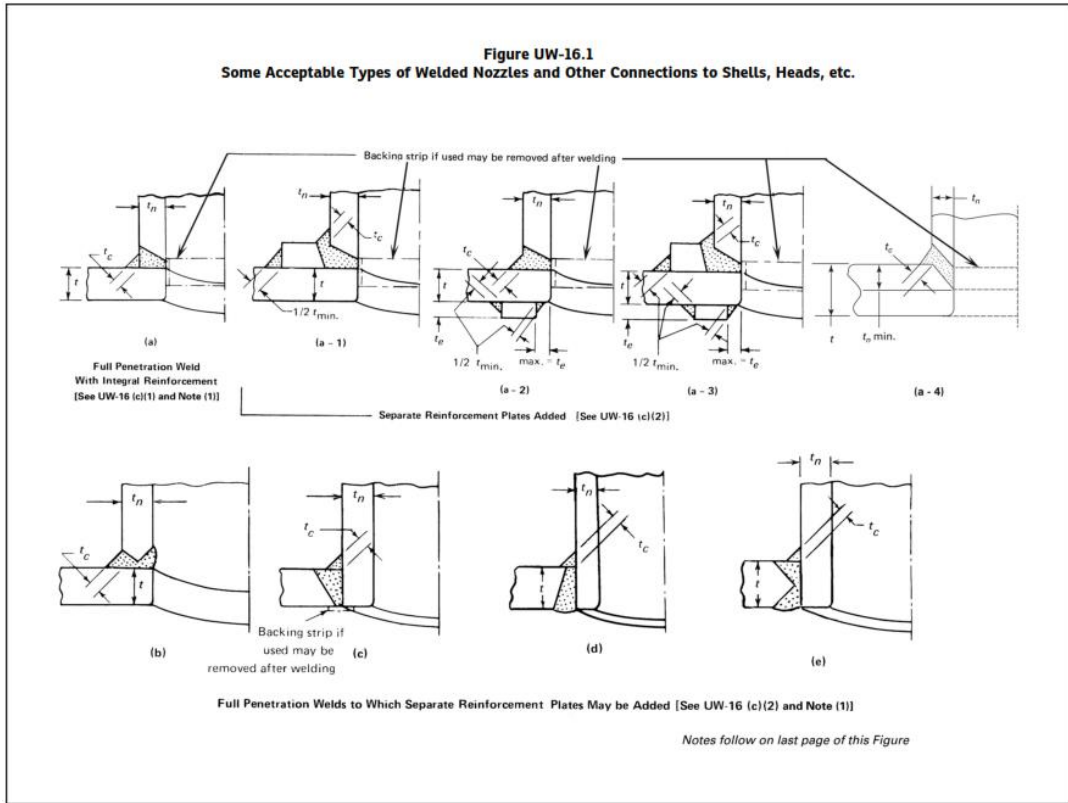 Figure UW-16.1
Some Acceptable Types of Welded Nozzles and Other Connections to Shells, Heads, etc.
Backing strip if used may be removed after welding
tn
tc
t
(a)
Full Penetration Weld
With Integral Reinforcement
[See UW-16 (c)(1) and Note (1)]
tn
tc
t
1/2 tmin.
(a - 1)
tn
tc
t
te
1/2 tmin.
max. = te
(a - 2)
tn
tc
t
te
1/2 tmin.
max. = te
(a - 3)
tn
tc
t
tn min.
(a - 4)
Separate Reinforcement Plates Added [See UW-16 (c)(2)]
tn
tc
t
(b)
tn
tc
Backing strip if
used may be
removed after welding
(c)
tn
tc
t
(d)
tn
tc
t
(e)
Full Penetration Welds to Which Separate Reinforcement Plates May be Added [See UW-16 (c)(2) and Note (1)]
Notes follow on last page of this Figure